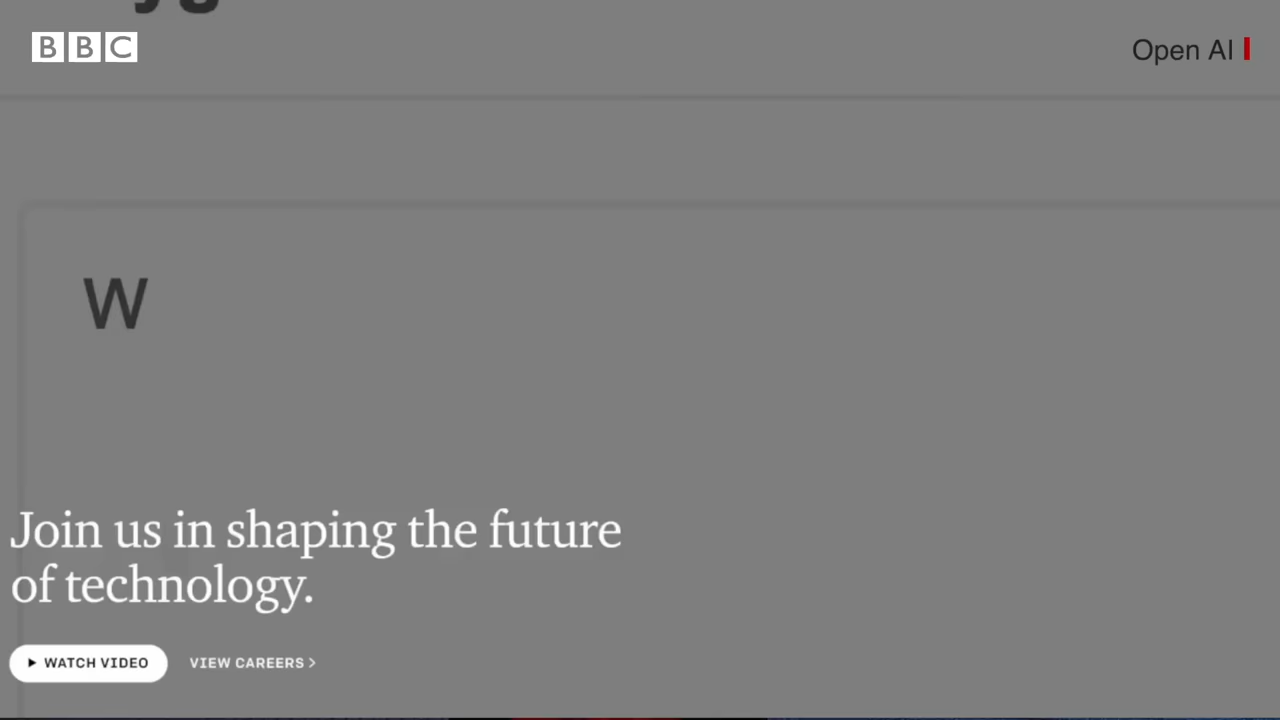 BBC
Open AI
W
Join us in shaping the future
of technology.
WATCH VIDEO
VIEW CAREERS >